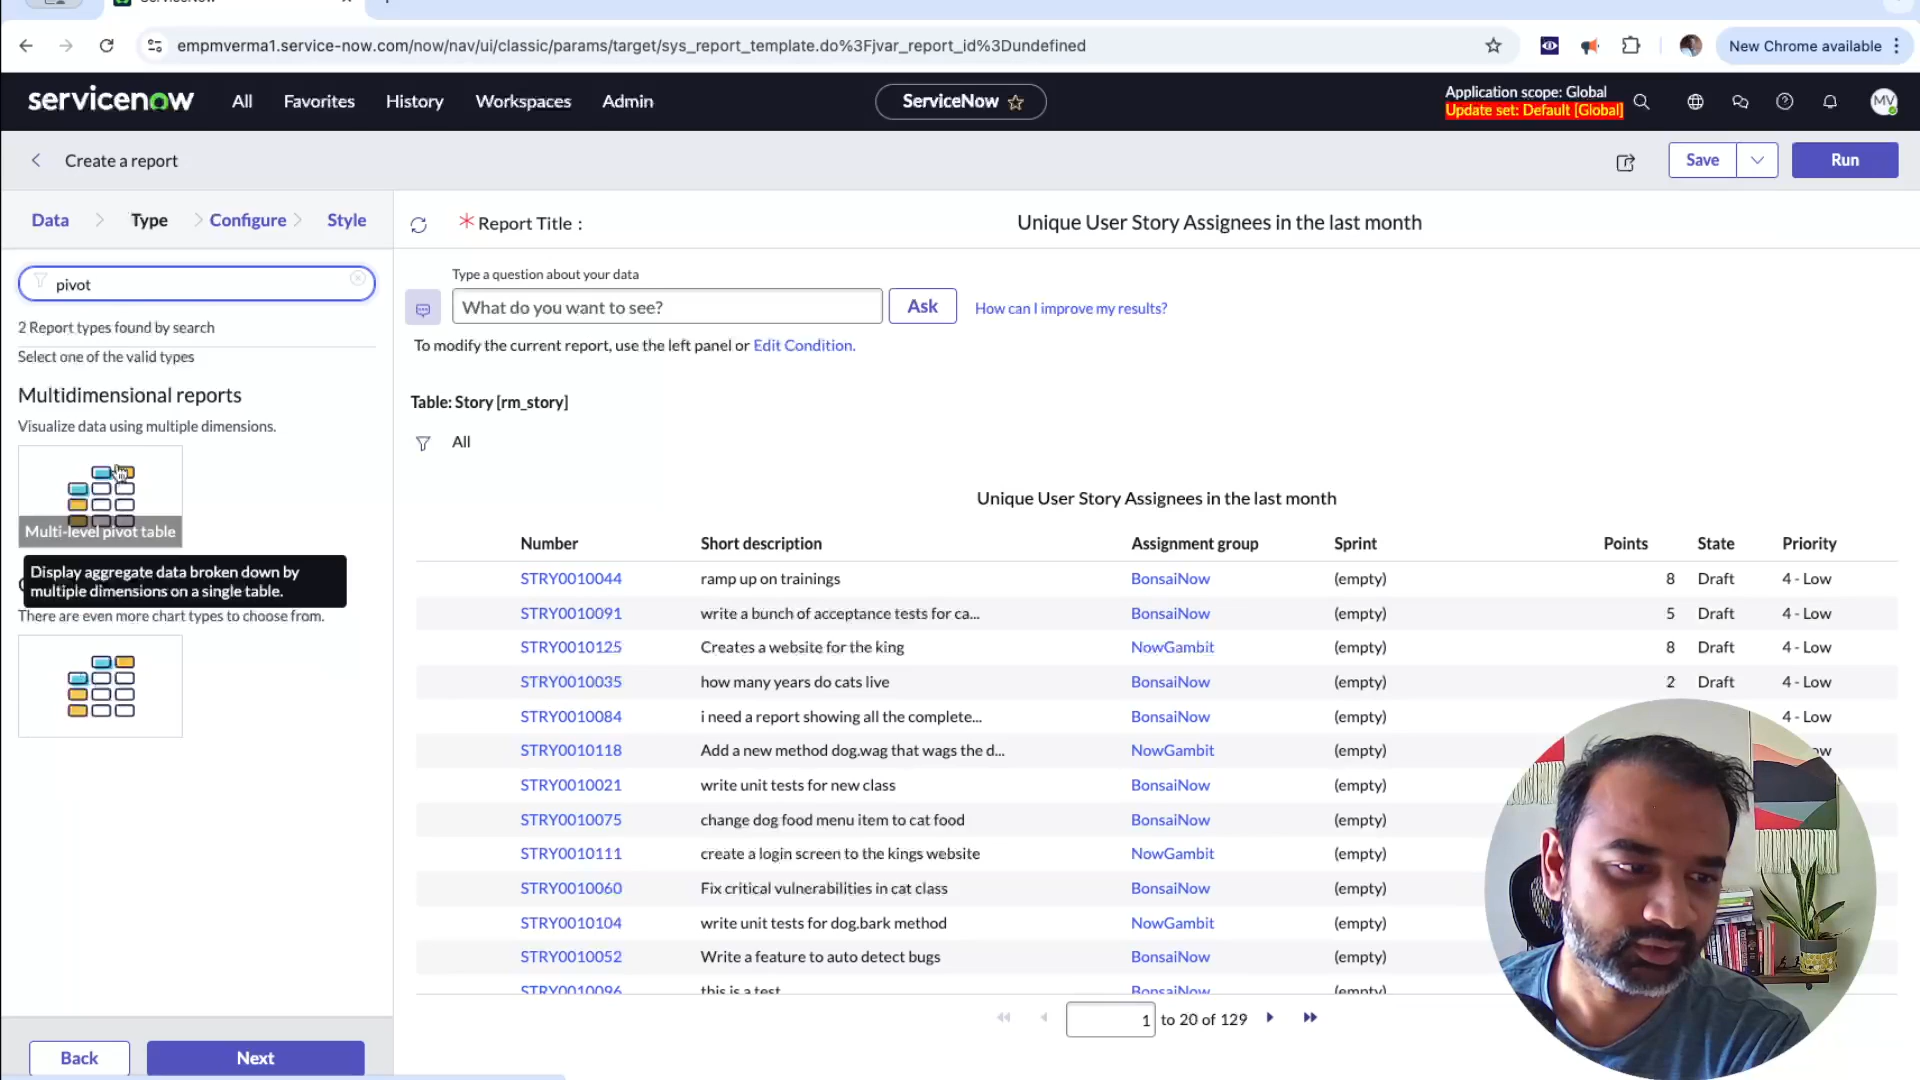 empmverma1.service-now.com/now/nav/ui/classic/params/target/sys_report_template.do%3Fjvar_report_id%3Dundefined
New Chrome available
servicenow
All
Favorites
History
Workspaces
Admin
ServiceNow
Application scope: Global
Update set: Default [Global]
MV
Create a report
Save
Run
Data
Type
Configure
Style
* Report Title :
Unique User Story Assignees in the last month
pivot
2 Report types found by search
Select one of the valid types
Multidimensional reports
Visualize data using multiple dimensions.
Multi-level pivot table
Display aggregate data broken down by
multiple dimensions on a single table.
There are even more chart types to choose from.
Back
Next
Type a question about your data
What do you want to see?
Ask
How can I improve my results?
To modify the current report, use the left panel or Edit Condition.
Table: Story [rm_story]
All
Unique User Story Assignees in the last month
Number Short description Assignment group Sprint Points State Priority
STRY0010044 ramp up on trainings BonsaiNow (empty) 8 Draft 4 - Low
STRY0010091 write a bunch of acceptance tests for ca... BonsaiNow (empty) 5 Draft 4 - Low
STRY0010125 Creates a website for the king NowGambit (empty) 8 Draft 4 - Low
STRY0010035 how many years do cats live BonsaiNow (empty) 2 Draft 4 - Low
STRY0010084 i need a report showing all the complete... BonsaiNow (empty) 4 - Low
STRY0010118 Add a new method dog.wag that wags the d... NowGambit (empty)
STRY0010021 write unit tests for new class BonsaiNow (empty)
STRY0010075 change dog food menu item to cat food BonsaiNow (empty)
STRY0010111 create a login screen to the kings website NowGambit (empty)
STRY0010060 Fix critical vulnerabilities in cat class BonsaiNow (empty)
STRY0010104 write unit tests for dog.bark method NowGambit (empty)
STRY0010052 Write a feature to auto detect bugs BonsaiNow (empty)
STRY0010096 this is a test BonsaiNow (empty)
1 to 20 of 129